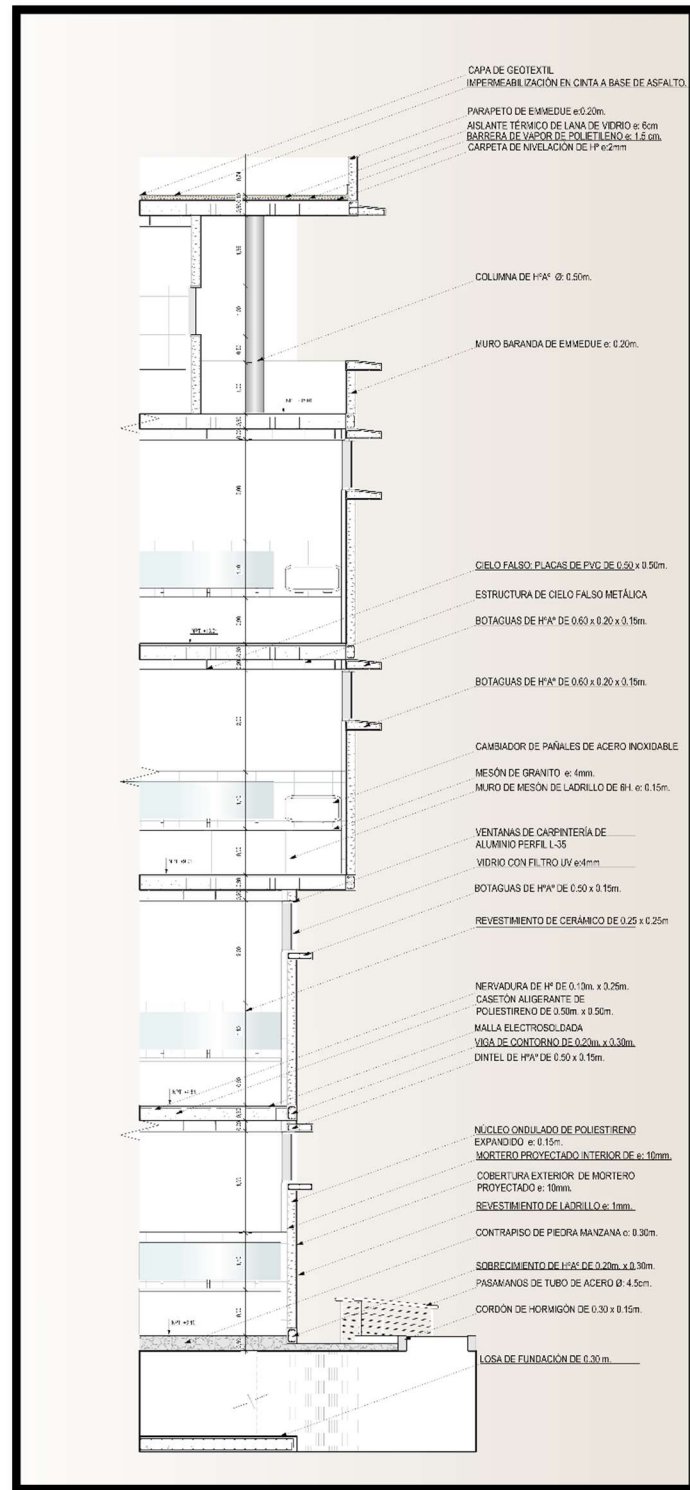 CAPA DE GEOTEXTIL
IMPERMEABILIZACIÓN EN CINTA A BASE DE ASFALTO.
PARAPETO DE EMMEDUE e:0.20m.
AISLANTE TÉRMICO DE LANA DE VIDRIO e: 6cm
BARRERA DE VAPOR DE POLIETILENO e: 1.5 cm.
CARPETA DE NIVELACIÓN DE Hº e:2mm
COLUMNA DE HºAº Ø: 0.50m.
MURO BARANDA DE EMMEDUE e: 0.20m.
CIELO FALSO: PLACAS DE PVC DE 0.50 x 0.50m.
ESTRUCTURA DE CIELO FALSO METÁLICA
BOTAGUAS DE HºAº DE 0.60 x 0.20 x 0.15m.
BOTAGUAS DE HºAº DE 0.60 x 0.20 x 0.15m.
CAMBIADOR DE PAÑALES DE ACERO INOXIDABLE
MESÓN DE GRANITO e: 4mm.
MURO DE MESÓN DE LADRILLO DE 6H. e: 0.15m.
VENTANAS DE CARPINTERÍA DE
ALUMINIO PERFIL L-35
VIDRIO CON FILTRO UV e:4mm
BOTAGUAS DE HºAº DE 0.50 x 0.15m.
REVESTIMIENTO DE CERÁMICO DE 0.25 x 0.25m
NERVADURA DE Hº DE 0.10m. x 0.25m.
CASETÓN ALIGERANTE DE
POLIESTIRENO DE 0.50m. x 0.50m.
MALLA ELECTROSOLDADA
VIGA DE CONTORNO DE 0.20m. x 0.30m.
DINTEL DE HºAº DE 0.50 x 0.15m.
NÚCLEO ONDULADO DE POLIESTIRENO
EXPANDIDO e: 0.15m.
MORTERO PROYECTADO INTERIOR DE e: 10mm.
COBERTURA EXTERIOR DE MORTERO
PROYECTADO e: 10mm.
REVESTIMIENTO DE LADRILLO e: 1mm.
CONTRAPISO DE PIEDRA MANZANA e: 0.30m.
SOBRECIMIENTO DE HºAº DE 0.20m. x 0.30m.
PASAMANOS DE TUBO DE ACERO Ø: 4.5cm.
CORDÓN DE HORMIGÓN DE 0.30 x 0.15m.
LOSA DE FUNDACIÓN DE 0.30 m.